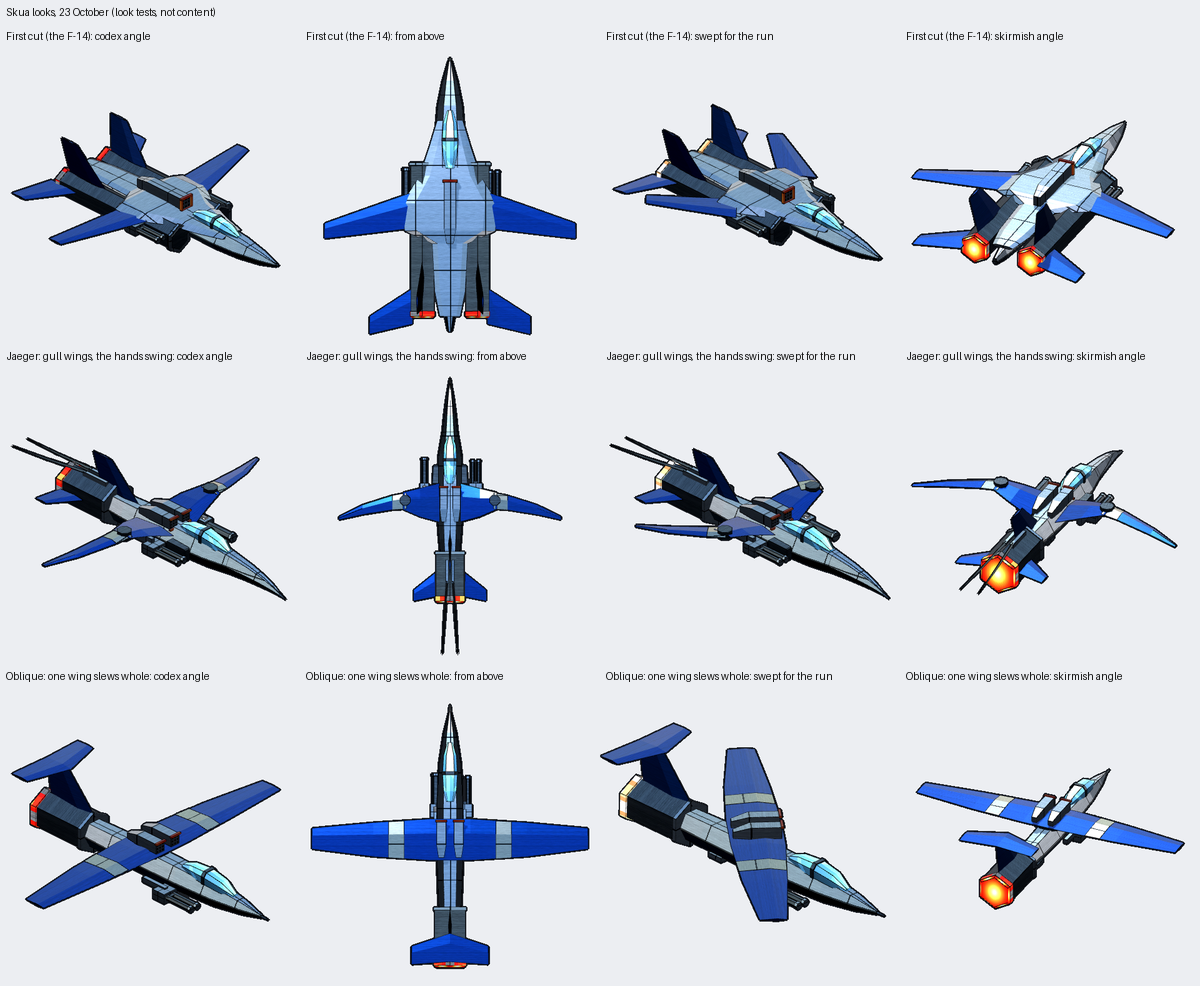 Skua looks, 23 October (look tests, not content)
First cut (the F-14): codex angle
First cut (the F-14): from above
First cut (the F-14): swept for the run
First cut (the F-14): skirmish angle
Jaeger: gull wings, the hands swing: codex angle
Jaeger: gull wings, the hands swing: from above
Jaeger: gull wings, the hands swing: swept for the run
Jaeger: gull wings, the hands swing: skirmish angle
Oblique: one wing slews whole: codex angle
Oblique: one wing slews whole: from above
Oblique: one wing slews whole: swept for the run
Oblique: one wing slews whole: skirmish angle